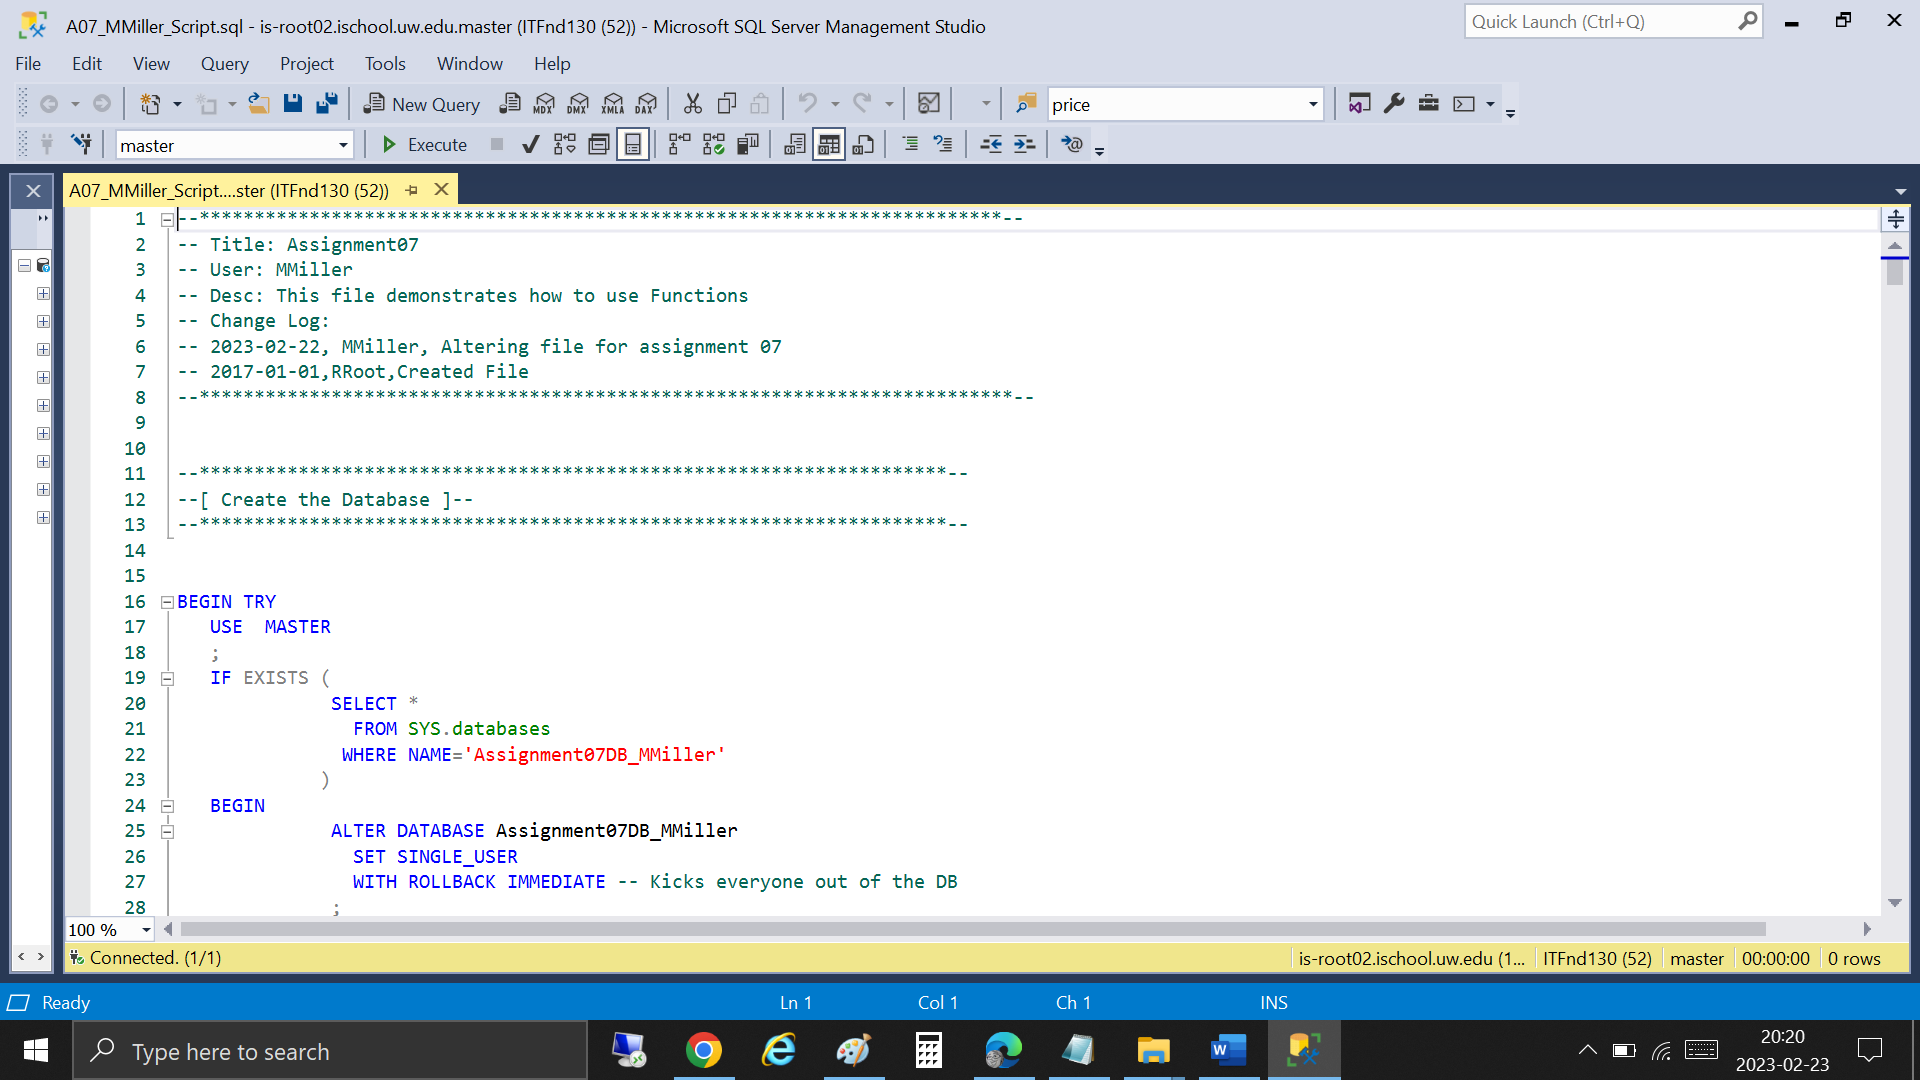 A07_MMiller_Script.sql - is-root02.ischool.uw.edu.master (ITFnd130 (52)) - Microsoft SQL Server Management Studio
Quick Launch (Ctrl+Q)
File Edit View Query Project Tools Window Help
New Query MDX DMX XMLA DAX price
master Execute
A07_MMiller_Script....ster (ITFnd130 (52))
1 --*************************************************************************--
2 -- Title: Assignment07
3 -- User: MMiller
4 -- Desc: This file demonstrates how to use Functions
5 -- Change Log:
6 -- 2023-02-22, MMiller, Altering file for assignment 07
7 -- 2017-01-01,RRoot,Created File
8 --**************************************************************************--
9
10
11 --********************************************************************--
12 --[ Create the Database ]--
13 --********************************************************************--
14
15
16 BEGIN TRY
17 USE  MASTER
18 ;
19 IF EXISTS (
20 SELECT *
21 FROM SYS.databases
22 WHERE NAME='Assignment07DB_MMiller'
23 )
24 BEGIN
25 ALTER DATABASE Assignment07DB_MMiller
26 SET SINGLE_USER
27 WITH ROLLBACK IMMEDIATE -- Kicks everyone out of the DB
28 ;
100 %
Connected. (1/1) is-root02.ischool.uw.edu (1... ITFnd130 (52) master 00:00:00 0 rows
Ready Ln 1 Col 1 Ch 1 INS
Type here to search
20:20
2023-02-23